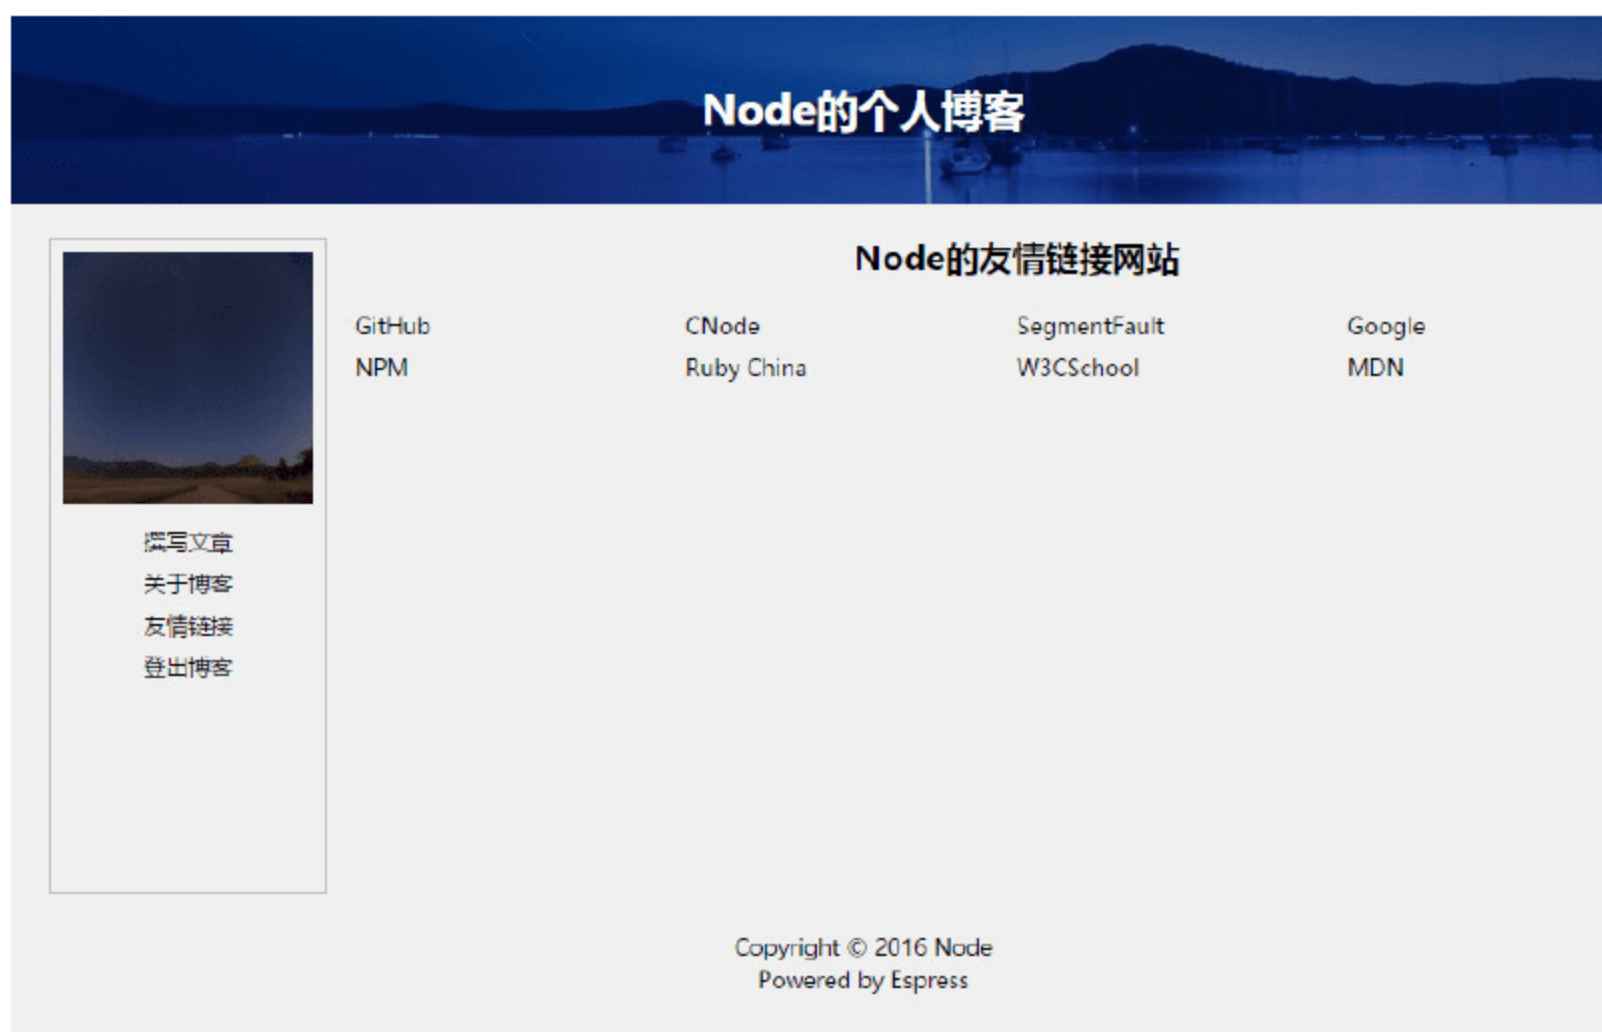 Node的个人博客
Node的友情链接网站
GitHub CNode SegmentFault Google
NPM Ruby China W3CSchool MDN
撰写文章
关于博客
友情链接
登出博客
Copyright © 2016 Node
Powered by Espress